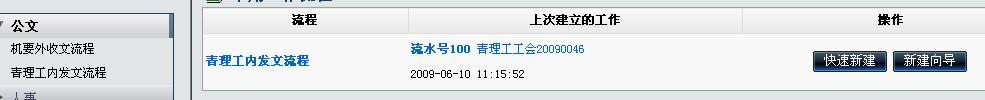 公文
机要外收文流程
青理工内发文流程
人事
流程 上次建立的工作 操作
青理工内发文流程
流水号100 青理工工会20090046
2009-06-10 11:15:52
快速新建 新建向导